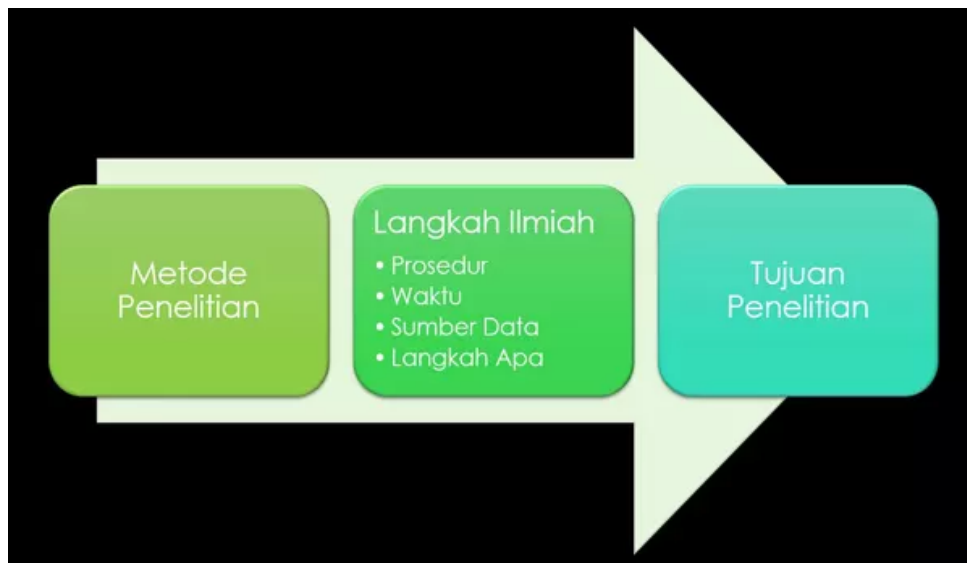 Metode
Penelitian
Langkah Ilmiah
• Prosedur
• Waktu
• Sumber Data
• Langkah Apa
Tujuan
Penelitian